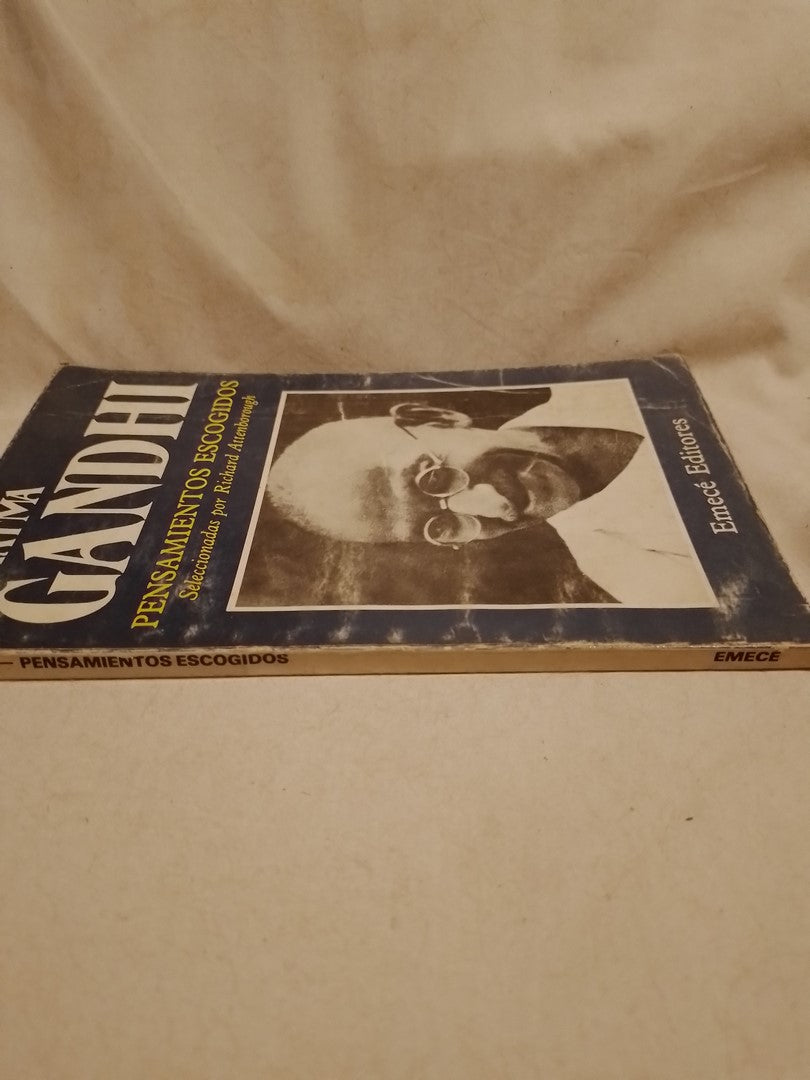 GANDHI
PENSAMIENTOS ESCOGIDOS
Seleccionadas por Richard Attenborough
Emecé Editores
— PENSAMIENTOS ESCOGIDOS
EMECÉ